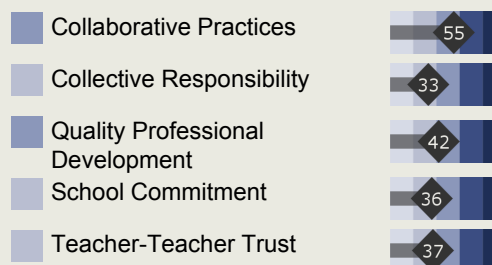 Collaborative Practices 55
Collective Responsibility 33
Quality Professional
Development 42
School Commitment 36
Teacher-Teacher Trust 37